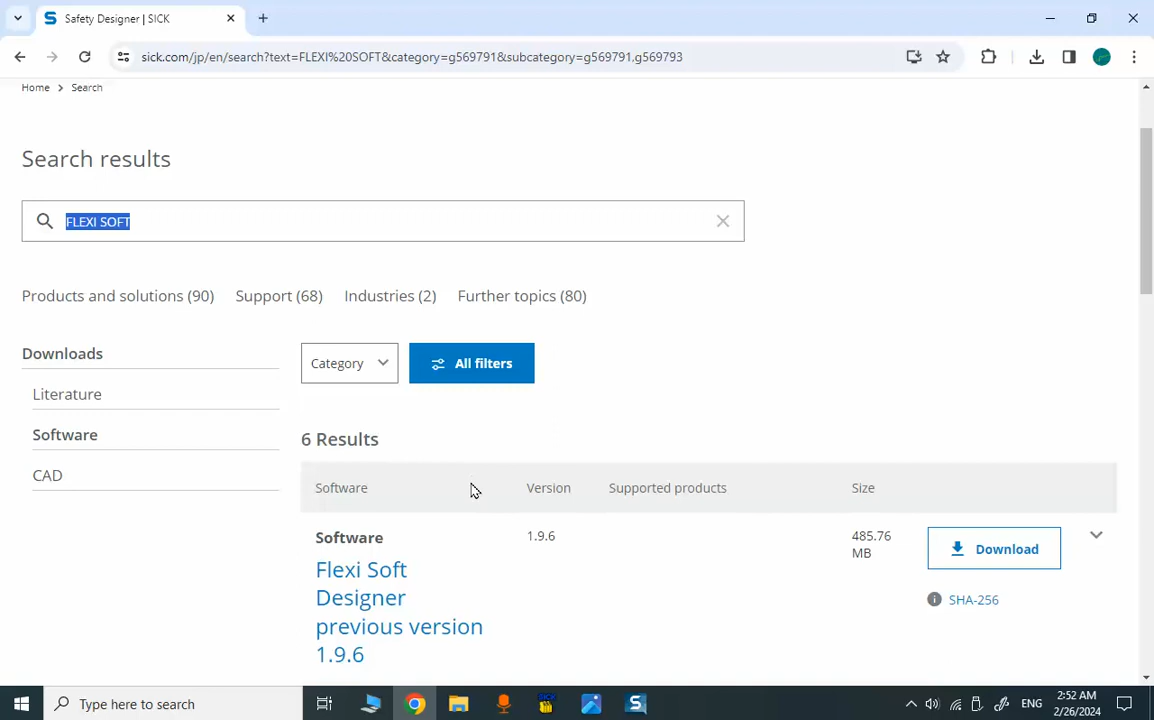 Safety Designer | SICK
sick.com/jp/en/search?text=FLEXI%20SOFT&category=g569791&subcategory=g569791.g569793
Home > Search
Search results
FLEXI SOFT
Products and solutions (90) Support (68) Industries (2) Further topics (80)
Downloads
Literature
Software
CAD
Category All filters
6 Results
Software Version Supported products Size
Software 1.9.6 485.76
MB
Download
Flexi Soft
Designer
previous version
1.9.6
SHA-256
Type here to search
SICK
S
ENG
2:52 AM
2/26/2024